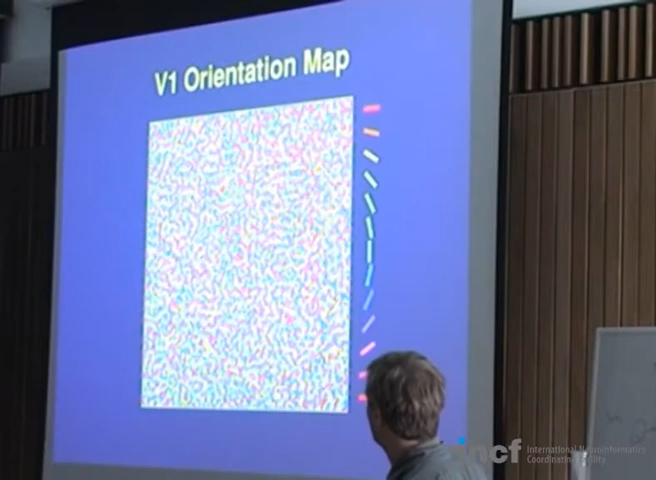 V1 Orientation Map
incf International Neuroinformatics
Coordinating Facility